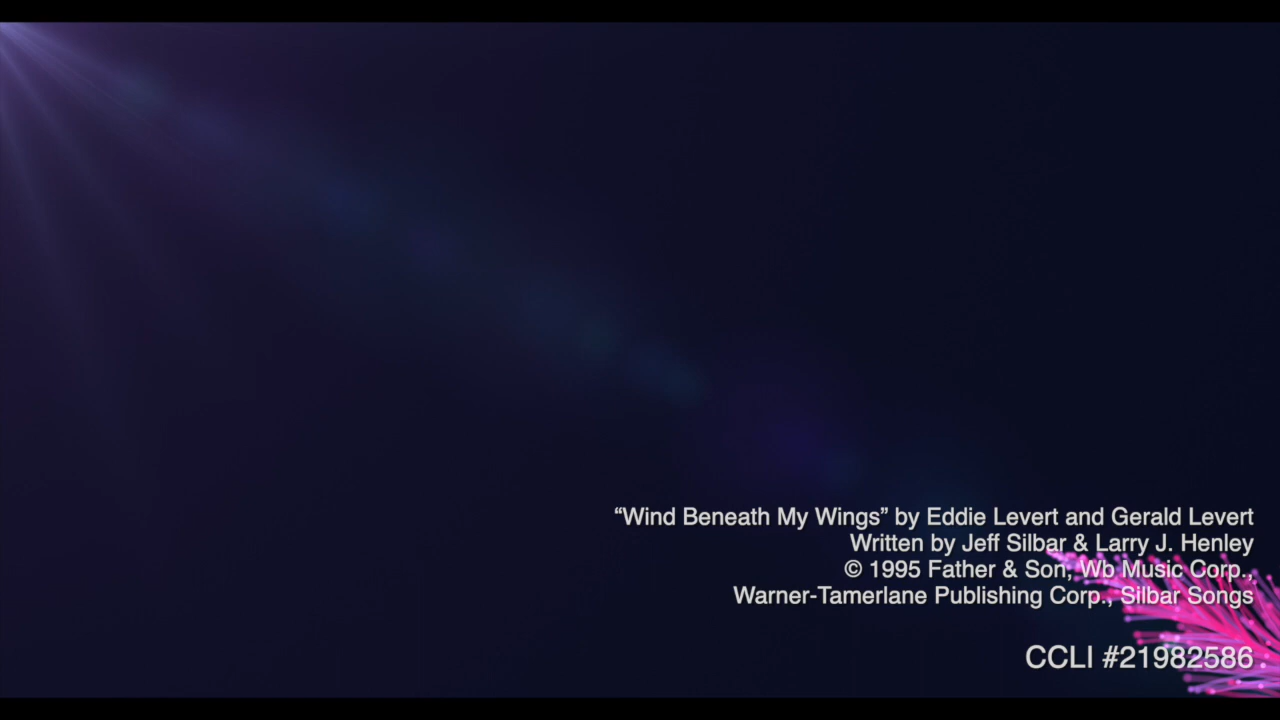 “Wind Beneath My Wings” by Eddie Levert and Gerald Levert
Written by Jeff Silbar & Larry J. Henley
© 1995 Father & Son, Wb Music Corp.,
Warner-Tamerlane Publishing Corp., Silbar Songs
CCLI #21982586